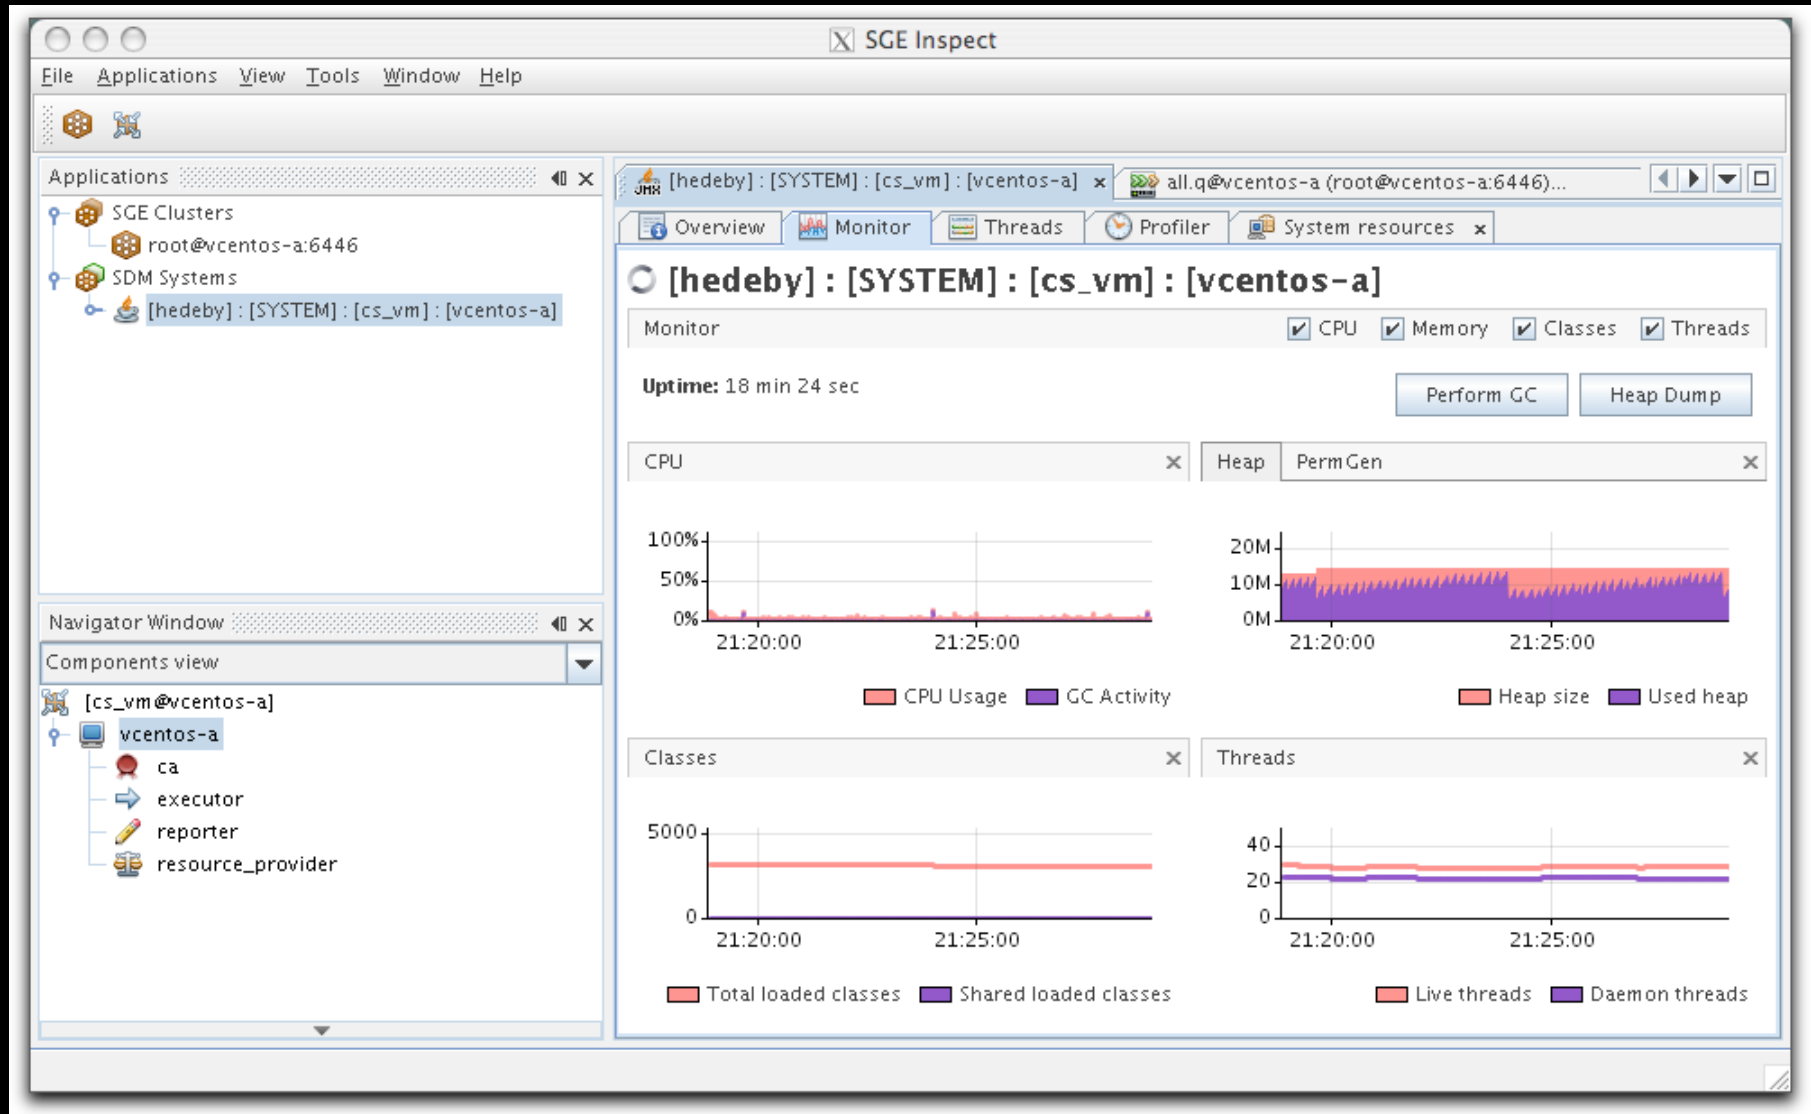 SGE Inspect
File Applications View Tools Window Help
Applications
SGE Clusters
root@vcentos-a:6446
SDM Systems
[hedeby] : [SYSTEM] : [cs_vm] : [vcentos-a]
Navigator Window
Components view
[cs_vm@vcentos-a]
vcentos-a
ca
executor
reporter
resource_provider
JMX [hedeby] : [SYSTEM] : [cs_vm] : [vcentos-a] all.q@vcentos-a (root@vcentos-a:6446)...
Overview Monitor Threads Profiler System resources
[hedeby] : [SYSTEM] : [cs_vm] : [vcentos-a]
Monitor CPU Memory Classes Threads
Uptime: 18 min 24 sec Perform GC Heap Dump
CPU
100%
50%
0%
21:20:00 21:25:00
CPU Usage GC Activity
Heap PermGen
20M
10M
0M
21:20:00 21:25:00
Heap size Used heap
Classes
5000
0
21:20:00 21:25:00
Total loaded classes Shared loaded classes
Threads
40
20
0
21:20:00 21:25:00
Live threads Daemon threads